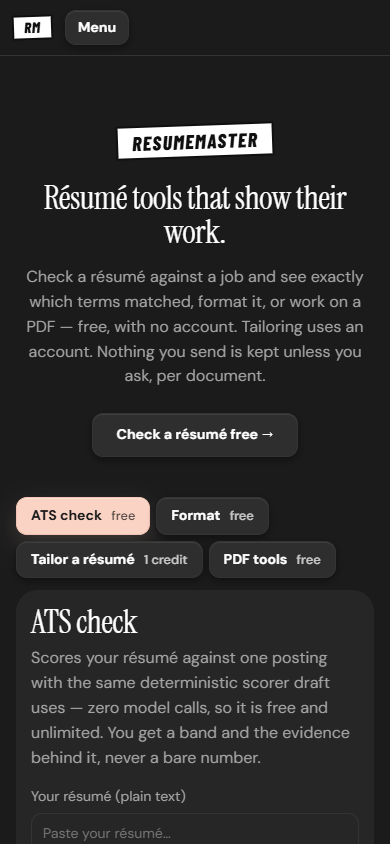 RM
Menu
RESUMEMASTER
Résumé tools that show their
work.
Check a résumé against a job and see exactly
which terms matched, format it, or work on a
PDF — free, with no account. Tailoring uses an
account. Nothing you send is kept unless you
ask, per document.
Check a résumé free →
ATS check free
Format free
Tailor a résumé 1 credit
PDF tools free
ATS check
Scores your résumé against one posting
with the same deterministic scorer draft
uses — zero model calls, so it is free and
unlimited. You get a band and the evidence
behind it, never a bare number.
Your résumé (plain text)
Paste your résumé…